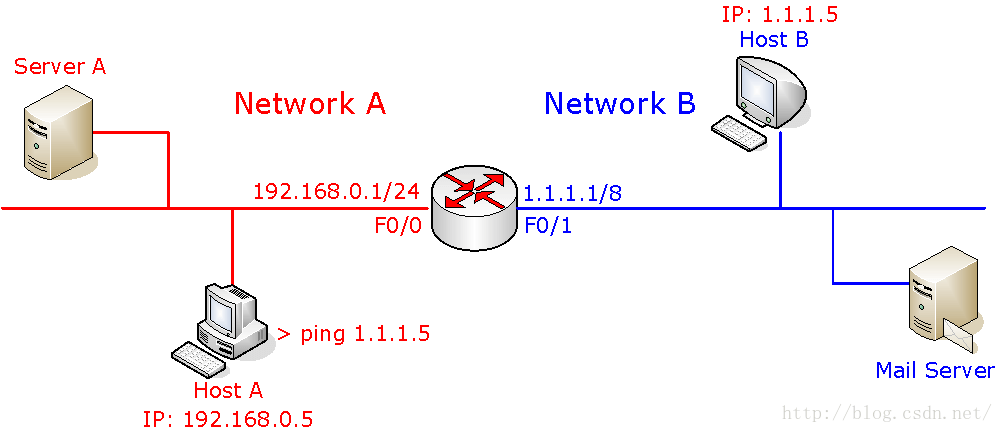 IP: 1.1.1.5
Host B
Server A
Network A
Network B
192.168.0.1/24
1.1.1.1/8
F0/0
F0/1
> ping 1.1.1.5
Host A
IP: 192.168.0.5
Mail Server
http://blog.csdn.net/